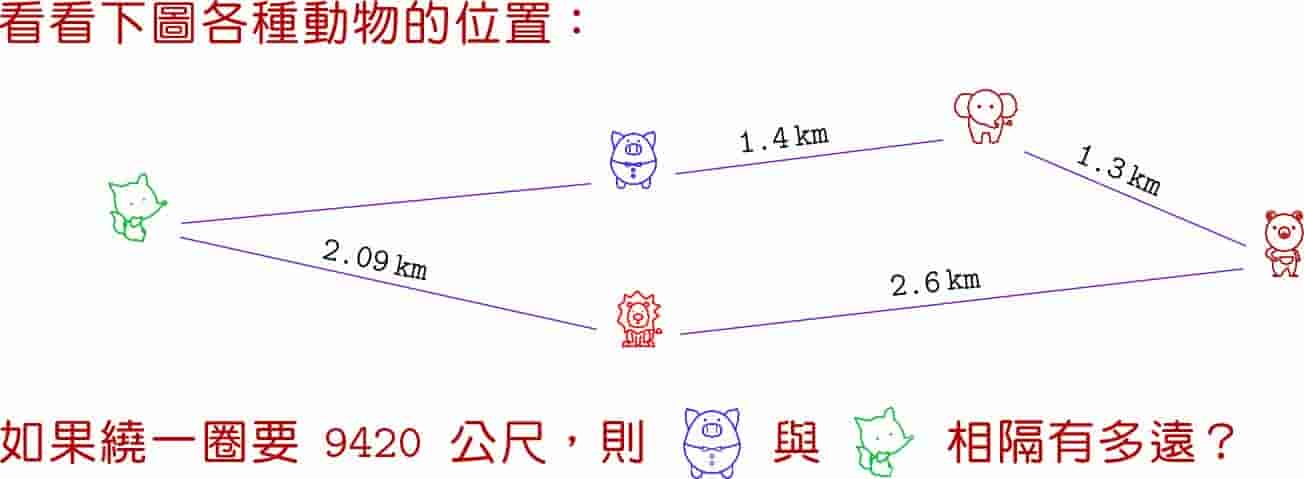 看看下圖各種動物的位置：
1.4 km
1.3 km
2.09 km
2.6 km
如果繞一圈要 9420 公尺，則 與 相隔有多遠？